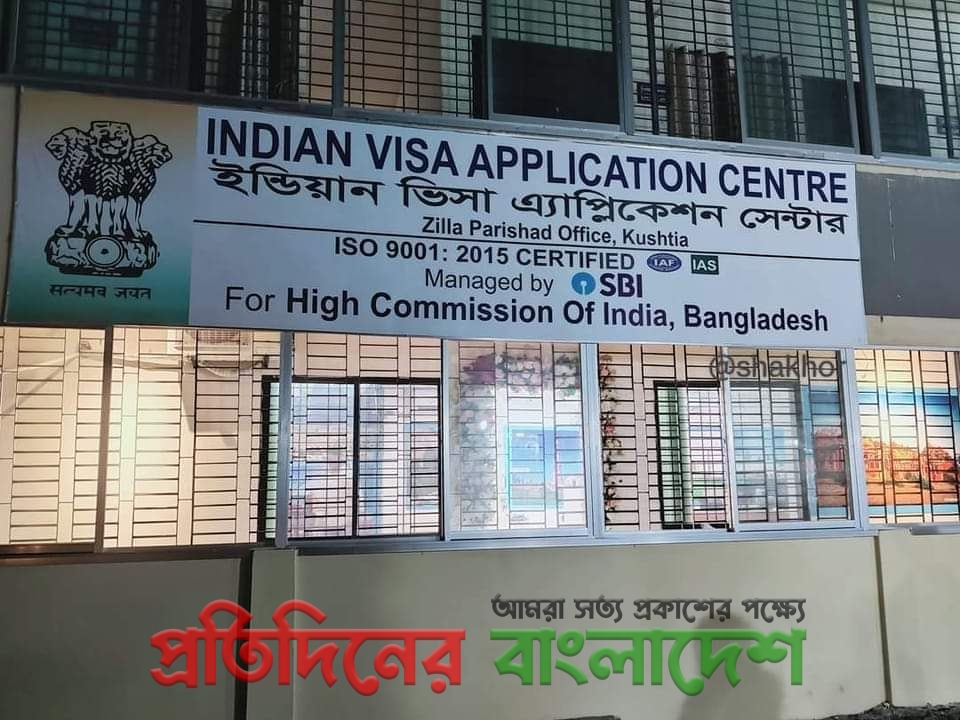 INDIAN VISA APPLICATION CENTRE
ইন্ডিয়ান ভিসা এ্যাপ্লিকেশন সেন্টার
Zilla Parishad Office, Kushtia
ISO 9001: 2015 CERTIFIED IAF IAS
Managed by SBI
For High Commission Of India, Bangladesh
सत्यमेव जयते
@shakho
আমরা সত্য প্রকাশের পক্ষ্যে
প্রতিদিনের বাংলাদেশ